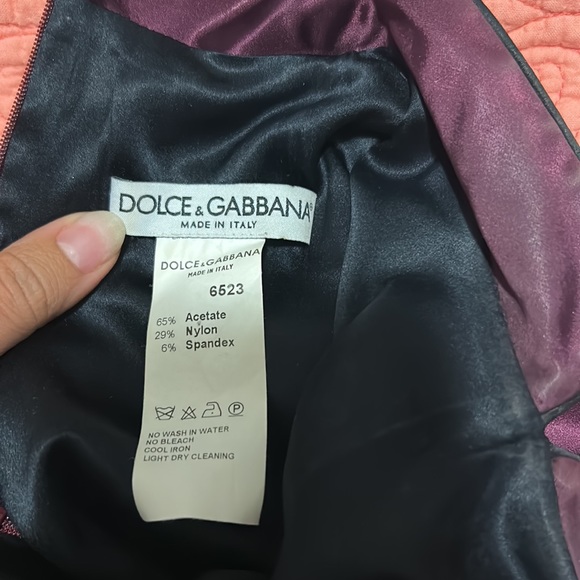 DOLCE & GABBANA®
MADE IN ITALY
DOLCE & GABBANA
MADE IN ITALY
6523
65% Acetate
29% Nylon
6% Spandex
NO WASH IN WATER
NO BLEACH
COOL IRON
LIGHT DRY CLEANING